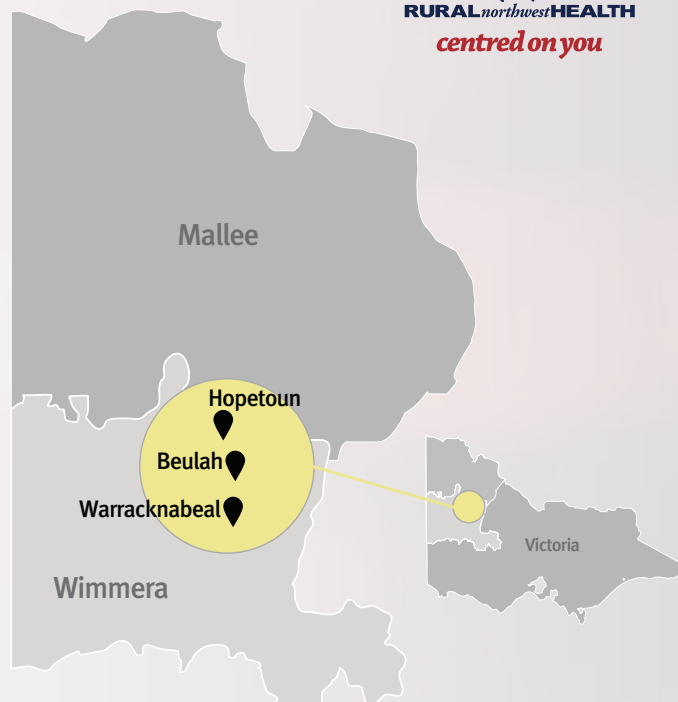 RURALnorthwestHEALTH
centred on you
Mallee
Hopetoun
Beulah
Warracknabeal
Victoria
Wimmera